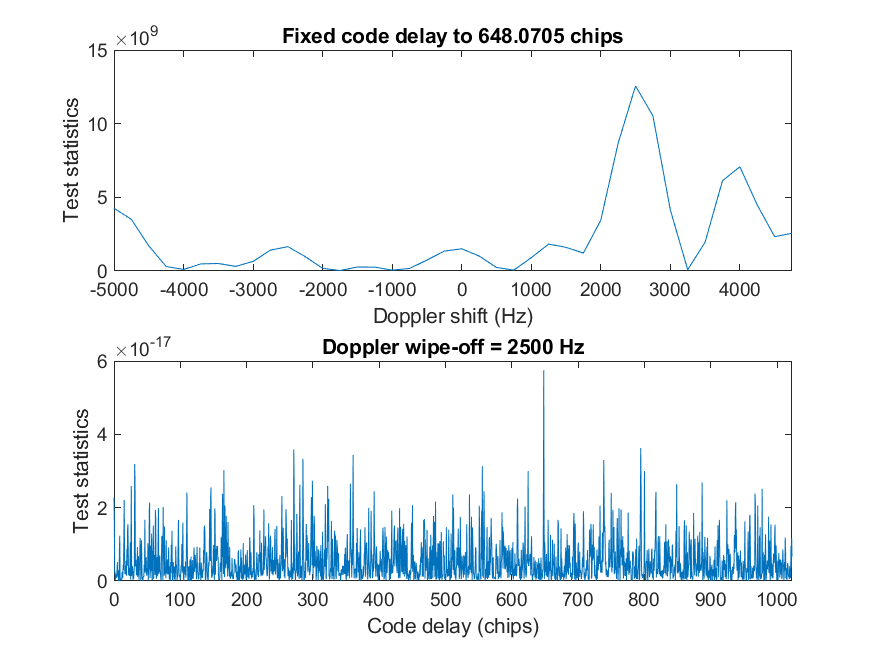 Fixed code delay to 648.0705 chips
×10^9
15
10
5
0
Test statistics
-5000 -4000 -3000 -2000 -1000 0 1000 2000 3000 4000
Doppler shift (Hz)
Doppler wipe-off = 2500 Hz
×10^-17
6
4
2
0
Test statistics
0 100 200 300 400 500 600 700 800 900 1000
Code delay (chips)